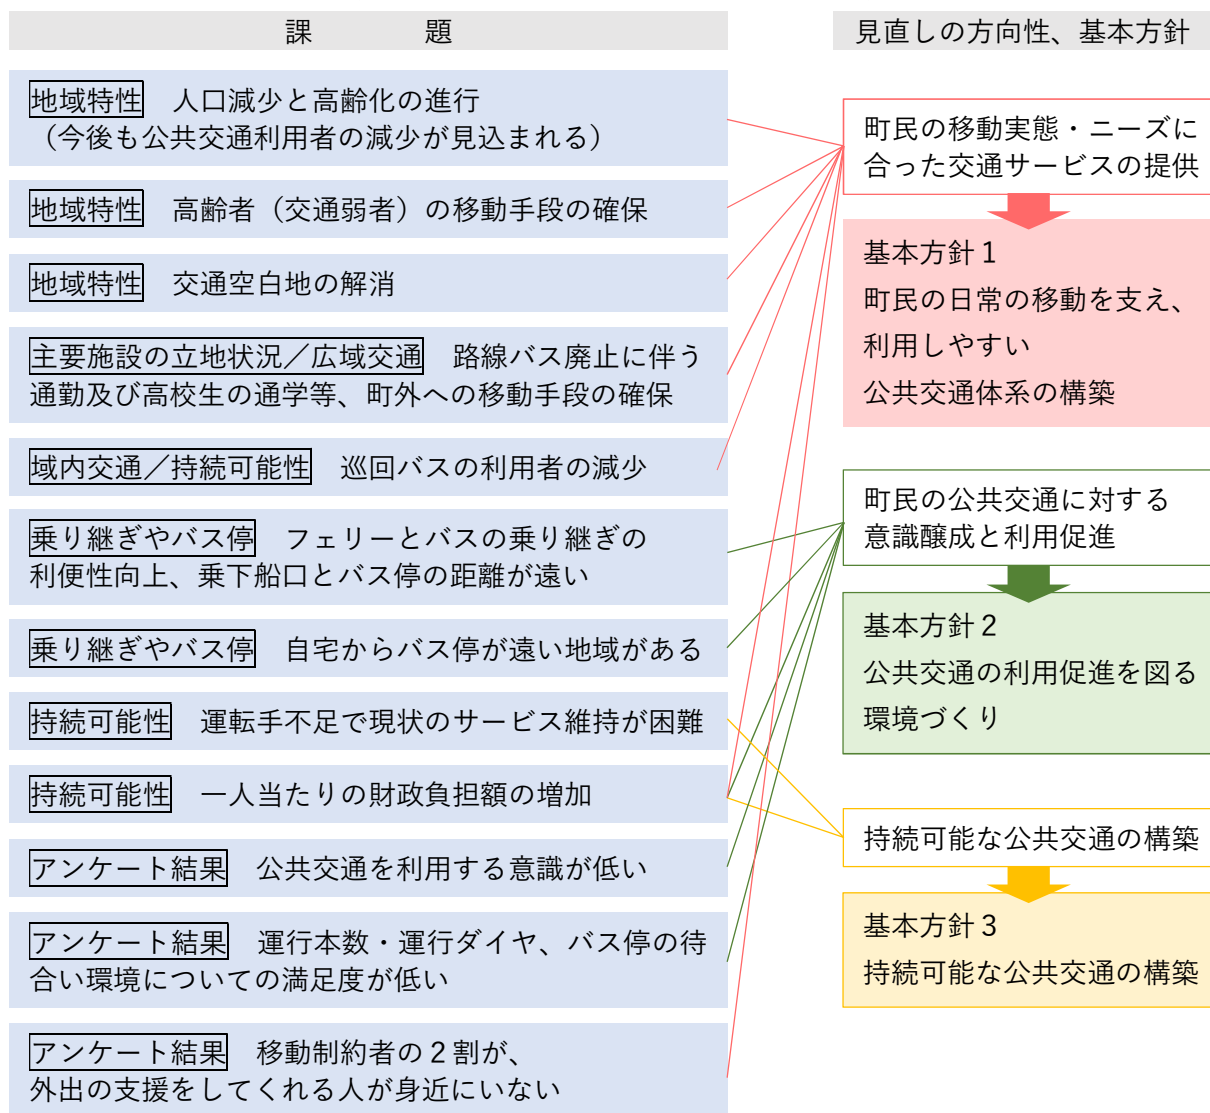 課　題
地域特性　人口減少と高齢化の進行
（今後も公共交通利用者の減少が見込まれる）
地域特性　高齢者（交通弱者）の移動手段の確保
地域特性　交通空白地の解消
主要施設の立地状況／広域交通　路線バス廃止に伴う
通勤及び高校生の通学等、町外への移動手段の確保
域内交通／持続可能性　巡回バスの利用者の減少
乗り継ぎやバス停　フェリーとバスの乗り継ぎの
利便性向上、乗下船口とバス停の距離が遠い
乗り継ぎやバス停　自宅からバス停が遠い地域がある
持続可能性　運転手不足で現状のサービス維持が困難
持続可能性　一人当たりの財政負担額の増加
アンケート結果　公共交通を利用する意識が低い
アンケート結果　運行本数・運行ダイヤ、バス停の待
合い環境についての満足度が低い
アンケート結果　移動制約者の２割が、
外出の支援をしてくれる人が身近にいない
見直しの方向性、基本方針
町民の移動実態・ニーズに
合った交通サービスの提供
基本方針１
町民の日常の移動を支え、
利用しやすい
公共交通体系の構築
町民の公共交通に対する
意識醸成と利用促進
基本方針２
公共交通の利用促進を図る
環境づくり
持続可能な公共交通の構築
基本方針３
持続可能な公共交通の構築